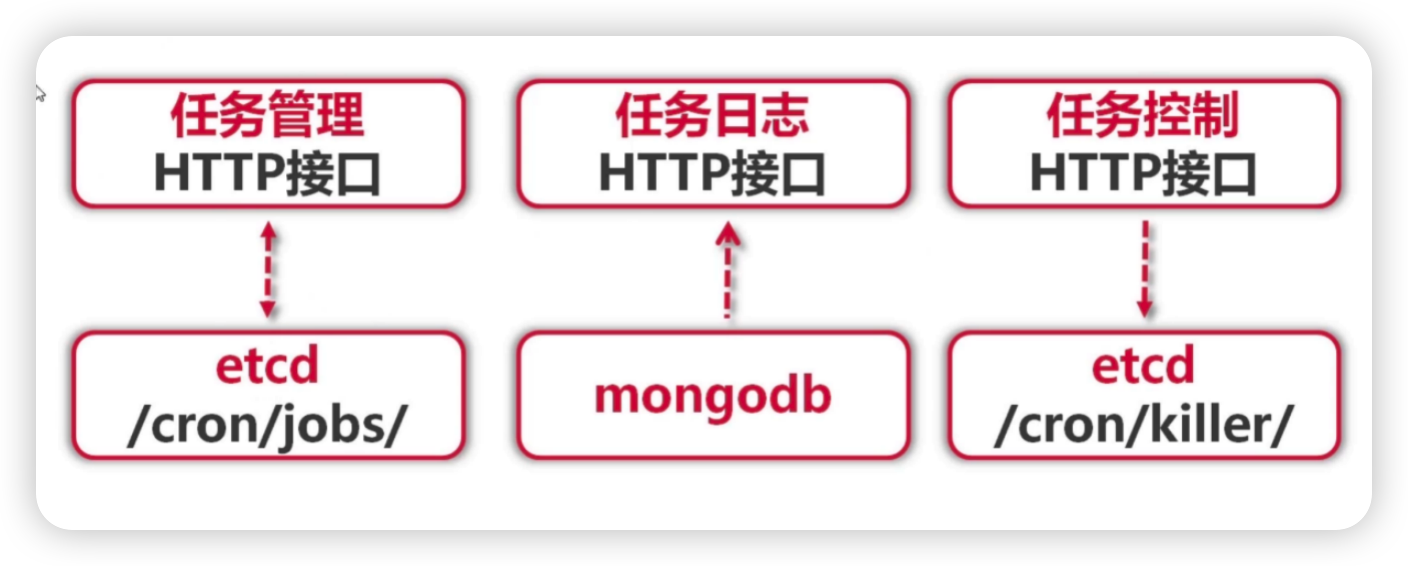 任务管理
HTTP接口
任务日志
HTTP接口
任务控制
HTTP接口
etcd
/cron/jobs/
mongodb
etcd
/cron/killer/